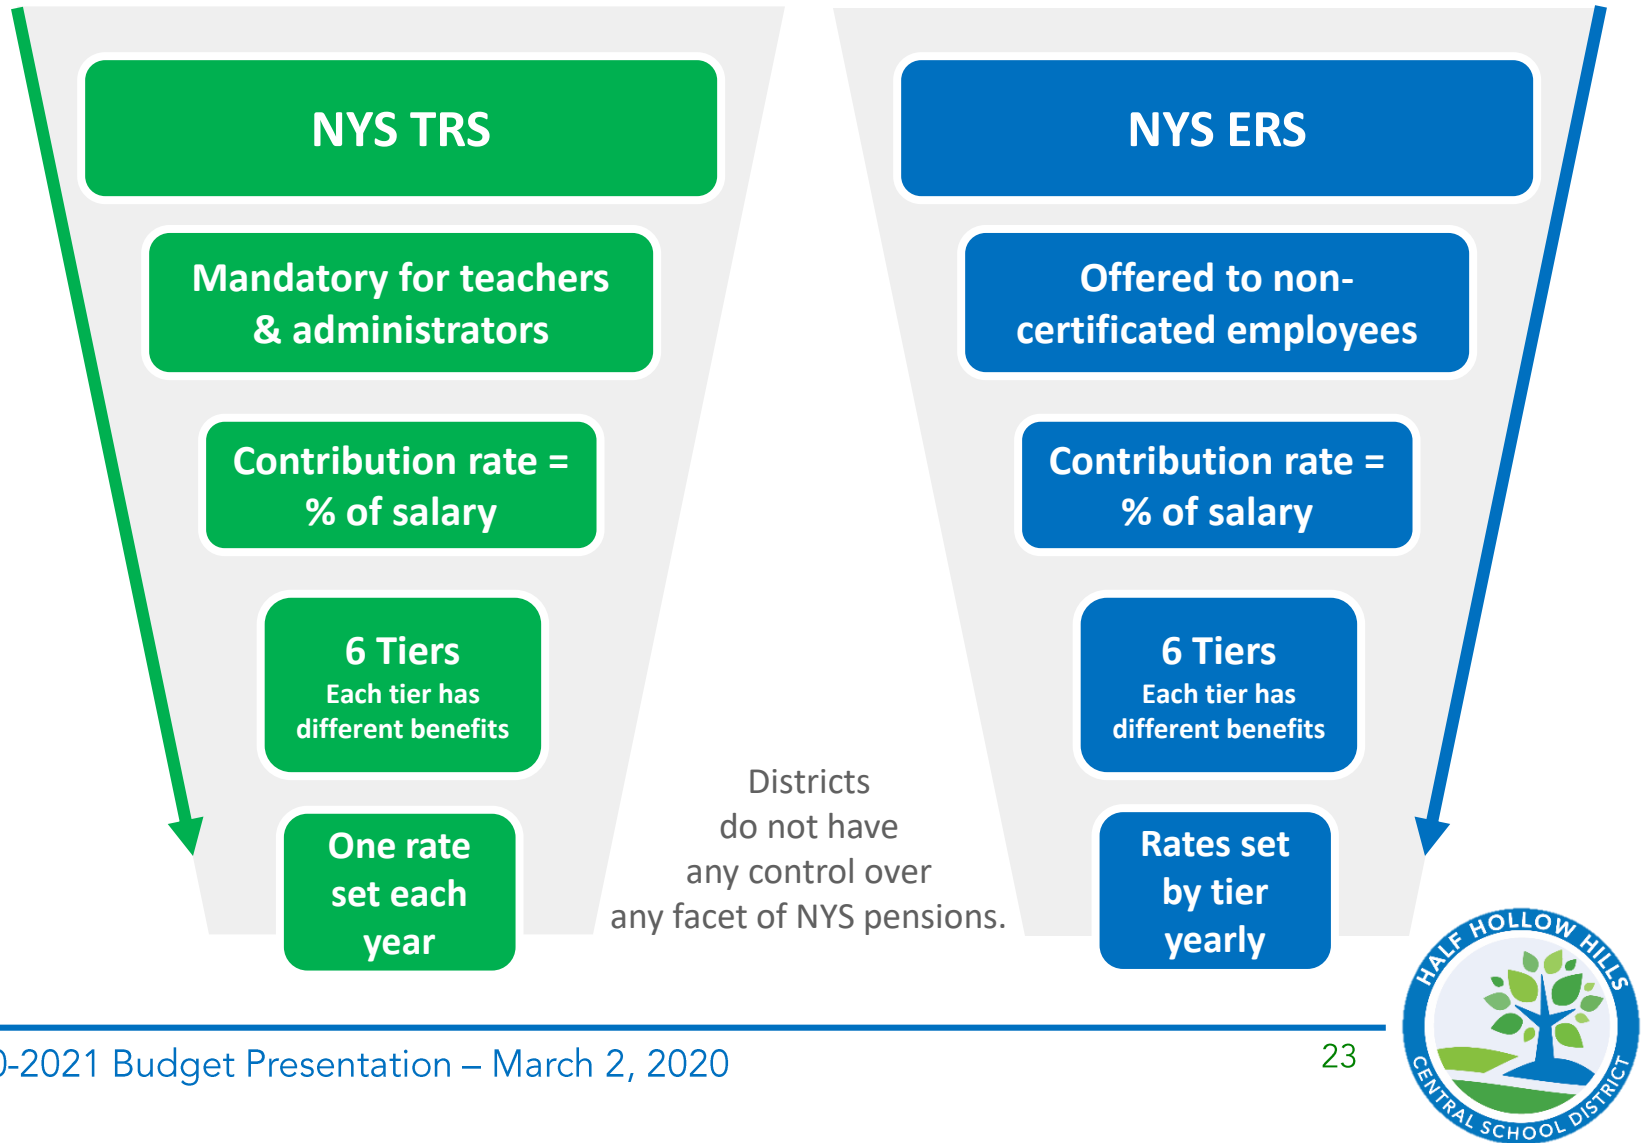 NYS TRS
Mandatory for teachers
& administrators
Contribution rate =
% of salary
6 Tiers
Each tier has
different benefits
One rate
set each
year
Districts
do not have
any control over
any facet of NYS pensions.
NYS ERS
Offered to non-
certificated employees
Contribution rate =
% of salary
6 Tiers
Each tier has
different benefits
Rates set
by tier
yearly
0-2021 Budget Presentation – March 2, 2020
23
HALF HOLLOW HILLS
CENTRAL SCHOOL DISTRICT